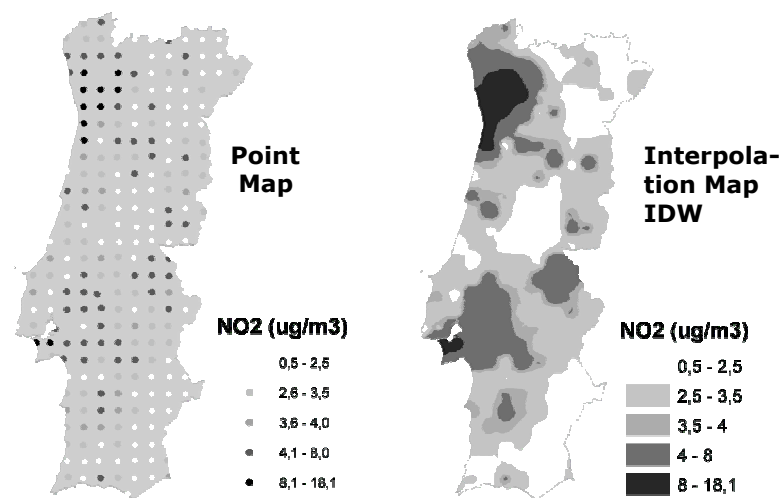 Point
Map
NO2 (ug/m3)
0,5 - 2,5
2,6 - 3,5
3,6 - 4,0
4,1 - 8,0
8,1 - 18,1
Interpola-
tion Map
IDW
NO2 (ug/m3)
0,5 - 2,5
2,5 - 3,5
3,5 - 4
4 - 8
8 - 18,1